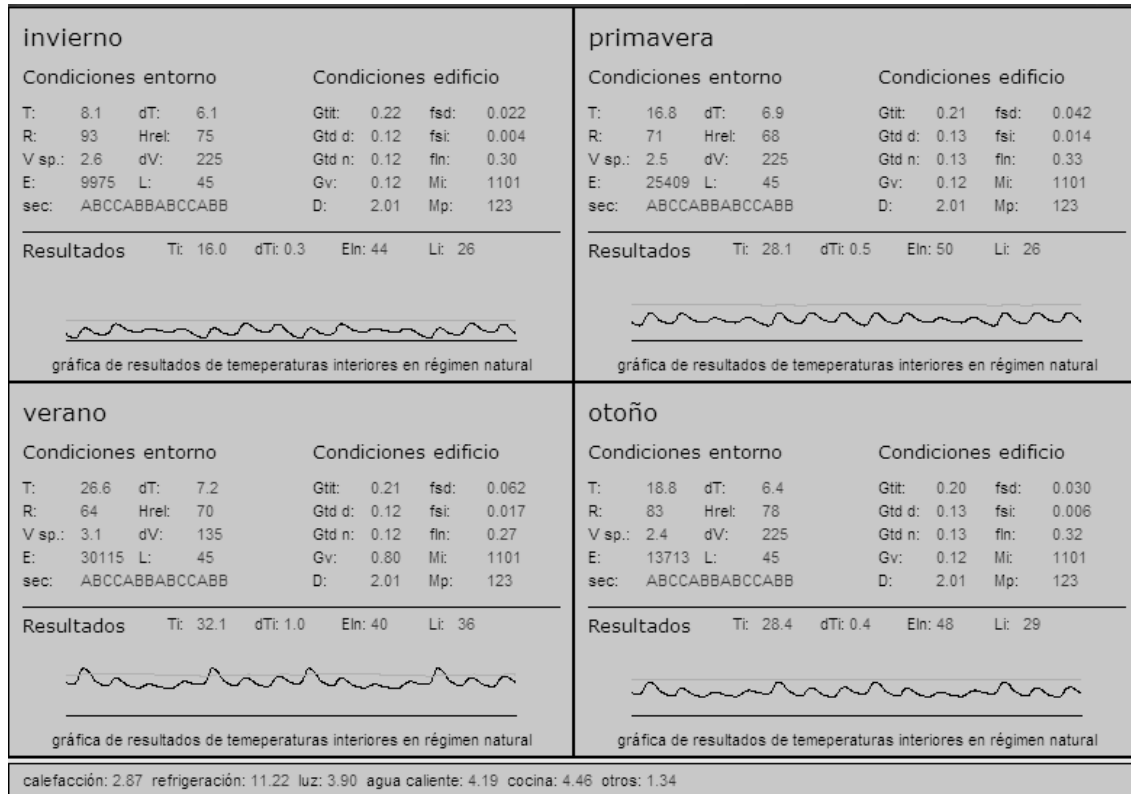 invierno
Condiciones entorno Condiciones edificio
T: 8.1 dT: 6.1 Gtit: 0.22 fsd: 0.022
R: 93 Hrel: 75 Gtd d: 0.12 fsi: 0.004
V sp.: 2.6 dV: 225 Gtd n: 0.12 fln: 0.30
E: 9975 L: 45 Gv: 0.12 Mi: 1101
sec: ABCCABBABCCABB D: 2.01 Mp: 123
Resultados Ti: 16.0 dTi: 0.3 Eln: 44 Li: 26
gráfica de resultados de temeperaturas interiores en régimen natural
primavera
Condiciones entorno Condiciones edificio
T: 16.8 dT: 6.9 Gtit: 0.21 fsd: 0.042
R: 71 Hrel: 68 Gtd d: 0.13 fsi: 0.014
V sp.: 2.5 dV: 225 Gtd n: 0.13 fln: 0.33
E: 25409 L: 45 Gv: 0.12 Mi: 1101
sec: ABCCABBABCCABB D: 2.01 Mp: 123
Resultados Ti: 28.1 dTi: 0.5 Eln: 50 Li: 26
gráfica de resultados de temeperaturas interiores en régimen natural
verano
Condiciones entorno Condiciones edificio
T: 26.6 dT: 7.2 Gtit: 0.21 fsd: 0.062
R: 64 Hrel: 70 Gtd d: 0.12 fsi: 0.017
V sp.: 3.1 dV: 135 Gtd n: 0.12 fln: 0.27
E: 30115 L: 45 Gv: 0.80 Mi: 1101
sec: ABCCABBABCCABB D: 2.01 Mp: 123
Resultados Ti: 32.1 dTi: 1.0 Eln: 40 Li: 36
gráfica de resultados de temeperaturas interiores en régimen natural
otoño
Condiciones entorno Condiciones edificio
T: 18.8 dT: 6.4 Gtit: 0.20 fsd: 0.030
R: 83 Hrel: 78 Gtd d: 0.13 fsi: 0.006
V sp.: 2.4 dV: 225 Gtd n: 0.13 fln: 0.32
E: 13713 L: 45 Gv: 0.12 Mi: 1101
sec: ABCCABBABCCABB D: 2.01 Mp: 123
Resultados Ti: 28.4 dTi: 0.4 Eln: 48 Li: 29
gráfica de resultados de temeperaturas interiores en régimen natural
calefacción: 2.87 refrigeración: 11.22 luz: 3.90 agua caliente: 4.19 cocina: 4.46 otros: 1.34